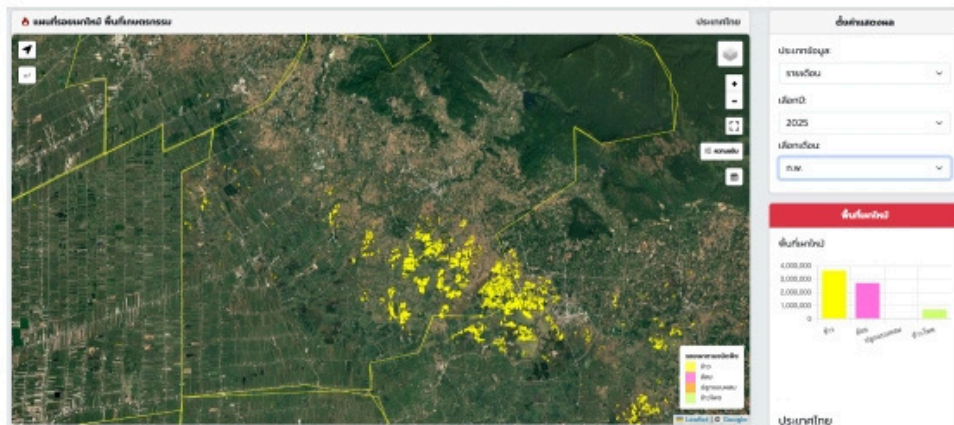 แผนที่รอยเผาไหม้ พื้นที่เกษตรกรรม
ประเทศไทย
ตั้งค่าแสดงผล
ประเภทข้อมูล:
รายเดือน
เลือกปี:
2025
เลือกเดือน:
ก.พ.
+
−
พื้นที่เผาไหม้
พื้นที่เผาไหม้
4,000,000
3,000,000
2,000,000
1,000,000
0
ข้าว
อ้อย
ข้าวโพด
ข้าว
อ้อย
ข้าวโพด
Leaflet | © Google
ประเทศไทย